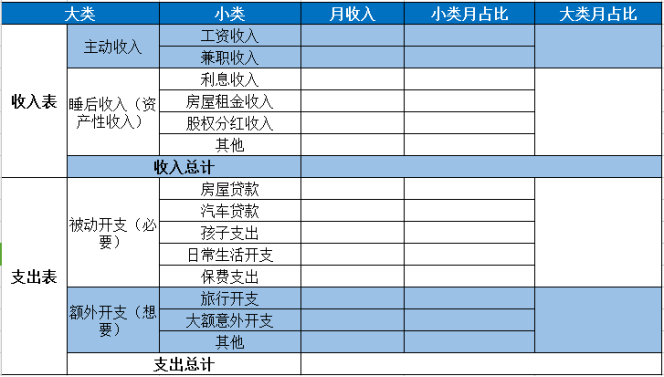 大类 小类 月收入 小类月占比 大类月占比
收入表
主动收入
工资收入
兼职收入
睡后收入（资
产性收入）
利息收入
房屋租金收入
股权分红收入
其他
收入总计
支出表
被动开支（必
要）
房屋贷款
汽车贷款
孩子支出
日常生活开支
保费支出
额外开支（想
要）
旅行开支
大额意外开支
其他
支出总计